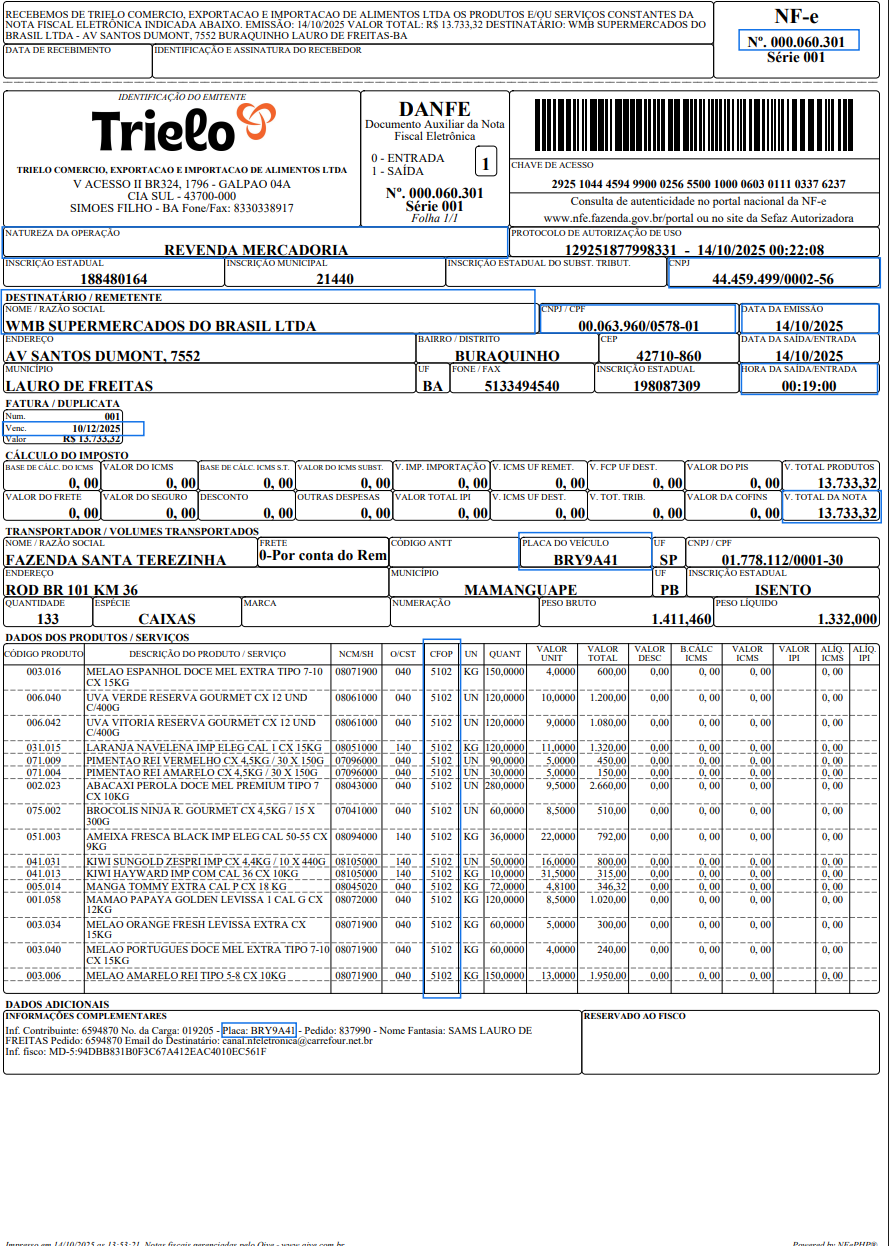 RECEBEMOS DE TRIELO COMERCIO, EXPORTACAO E IMPORTACAO DE ALIMENTOS LTDA OS PRODUTOS E/OU SERVIÇOS CONSTANTES DA
NOTA FISCAL ELETRÔNICA INDICADA ABAIXO. EMISSÃO: 14/10/2025 VALOR TOTAL: R$ 13.733,32 DESTINATÁRIO: WMB SUPERMERCADOS DO
BRASIL LTDA - AV SANTOS DUMONT, 7552 BURAQUINHO LAURO DE FREITAS-BA
NF-e
Nº. 000.060.301
Série 001
DATA DE RECEBIMENTO IDENTIFICAÇÃO E ASSINATURA DO RECEBEDOR
IDENTIFICAÇÃO DO EMITENTE
Trielo
TRIELO COMERCIO, EXPORTACAO E IMPORTACAO DE ALIMENTOS LTDA
V ACESSO II BR324, 1796 - GALPAO 04A
CIA SUL - 43700-000
SIMOES FILHO - BA Fone/Fax: 8330338917
DANFE
Documento Auxiliar da Nota
Fiscal Eletrônica
0 - ENTRADA
1 - SAÍDA
1
Nº. 000.060.301
Série 001
Folha 1/1
CHAVE DE ACESSO
2925 1044 4594 9900 0256 5500 1000 0603 0111 0337 6237
Consulta de autenticidade no portal nacional da NF-e
www.nfe.fazenda.gov.br/portal ou no site da Sefaz Autorizadora
NATUREZA DA OPERAÇÃO PROTOCOLO DE AUTORIZAÇÃO DE USO
REVENDA MERCADORIA 129251877998331 - 14/10/2025 00:22:08
INSCRIÇÃO ESTADUAL INSCRIÇÃO MUNICIPAL INSCRIÇÃO ESTADUAL DO SUBST. TRIBUT. CNPJ
188480164 21440 44.459.499/0002-56
DESTINATÁRIO / REMETENTE
NOME / RAZÃO SOCIAL CNPJ / CPF DATA DA EMISSÃO
WMB SUPERMERCADOS DO BRASIL LTDA 00.063.960/0578-01 14/10/2025
ENDEREÇO BAIRRO / DISTRITO CEP DATA DA SAÍDA/ENTRADA
AV SANTOS DUMONT, 7552 BURAQUINHO 42710-860 14/10/2025
MUNICÍPIO UF FONE / FAX INSCRIÇÃO ESTADUAL HORA DA SAÍDA/ENTRADA
LAURO DE FREITAS BA 5133494540 198087309 00:19:00
FATURA / DUPLICATA
Num. 001
Venc. 10/12/2025
Valor R$ 13.733,32
CÁLCULO DO IMPOSTO
BASE DE CÁLC. DO ICMS VALOR DO ICMS BASE DE CÁLC. ICMS S.T. VALOR DO ICMS SUBST. V. IMP. IMPORTAÇÃO V. ICMS UF REMET. V. FCP UF DEST. VALOR DO PIS V. TOTAL PRODUTOS
0, 00 0, 00 0, 00 0, 00 0, 00 0, 00 0, 00 0, 00 13.733,32
VALOR DO FRETE VALOR DO SEGURO DESCONTO OUTRAS DESPESAS VALOR TOTAL IPI V. ICMS UF DEST. V. TOT. TRIB. VALOR DA COFINS V. TOTAL DA NOTA
0, 00 0, 00 0, 00 0, 00 0, 00 0, 00 0, 00 0, 00 13.733,32
TRANSPORTADOR / VOLUMES TRANSPORTADOS
NOME / RAZÃO SOCIAL FRETE CÓDIGO ANTT PLACA DO VEÍCULO UF CNPJ / CPF
FAZENDA SANTA TEREZINHA 0-Por conta do Rem BRY9A41 SP 01.778.112/0001-30
ENDEREÇO MUNICÍPIO UF INSCRIÇÃO ESTADUAL
ROD BR 101 KM 36 MAMANGUAPE PB ISENTO
QUANTIDADE ESPÉCIE MARCA NUMERAÇÃO PESO BRUTO PESO LÍQUIDO
133 CAIXAS 1.411,460 1.332,000
DADOS DOS PRODUTOS / SERVIÇOS
CÓDIGO PRODUTO DESCRIÇÃO DO PRODUTO / SERVIÇO NCM/SH O/CST CFOP UN QUANT VALOR UNIT VALOR TOTAL VALOR DESC B.CÁLC ICMS VALOR ICMS VALOR IPI ALÍQ. ICMS ALÍQ. IPI
003.016 MELAO ESPANHOL DOCE MEL EXTRA TIPO 7-10 08071900 040 5102 KG 150,0000 4,0000 600,00 0,00 0, 00 0, 00 0, 00
CX 15KG
006.040 UVA VERDE RESERVA GOURMET CX 12 UND 08061000 040 5102 UN 120,0000 10,0000 1.200,00 0,00 0, 00 0, 00 0, 00
C/400G
006.042 UVA VITORIA RESERVA GOURMET CX 12 UND 08061000 040 5102 UN 120,0000 9,0000 1.080,00 0,00 0, 00 0, 00 0, 00
C/400G
031.015 LARANJA NAVELENA IMP ELEG CAL 1 CX 15KG 08051000 140 5102 KG 120,0000 11,0000 1.320,00 0,00 0, 00 0, 00 0, 00
071.009 PIMENTAO REI VERMELHO CX 4,5KG / 30 X 150G 07096000 040 5102 UN 90,0000 5,0000 450,00 0,00 0, 00 0, 00 0, 00
071.004 PIMENTAO REI AMARELO CX 4,5KG / 30 X 150G 07096000 040 5102 UN 30,0000 5,0000 150,00 0,00 0, 00 0, 00 0, 00
002.023 ABACAXI PEROLA DOCE MEL PREMIUM TIPO 7 08043000 040 5102 UN 280,0000 9,5000 2.660,00 0,00 0, 00 0, 00 0, 00
CX 10KG
075.002 BROCOLIS NINJA R. GOURMET CX 4,5KG / 15 X 07041000 040 5102 UN 60,0000 8,5000 510,00 0,00 0, 00 0, 00 0, 00
300G
051.003 AMEIXA FRESCA BLACK IMP ELEG CAL 50-55 CX 08094000 140 5102 KG 36,0000 22,0000 792,00 0,00 0, 00 0, 00 0, 00
9KG
041.031 KIWI SUNGOLD ZESPRI IMP CX 4,4KG / 10 X 440G 08105000 140 5102 UN 50,0000 16,0000 800,00 0,00 0, 00 0, 00 0, 00
041.013 KIWI HAYWARD IMP COM CAL 36 CX 10KG 08105000 140 5102 KG 10,0000 31,5000 315,00 0,00 0, 00 0, 00 0, 00
005.014 MANGA TOMMY EXTRA CAL P CX 18 KG 08045020 040 5102 KG 72,0000 4,8100 346,32 0,00 0, 00 0, 00 0, 00
001.058 MAMAO PAPAYA GOLDEN LEVISSA 1 CAL G CX 08072000 040 5102 KG 120,0000 8,5000 1.020,00 0,00 0, 00 0, 00 0, 00
12KG
003.034 MELAO ORANGE FRESH LEVISSA EXTRA CX 08071900 040 5102 KG 60,0000 5,0000 300,00 0,00 0, 00 0, 00 0, 00
15KG
003.040 MELAO PORTUGUES DOCE MEL EXTRA TIPO 7-10 08071900 040 5102 KG 60,0000 4,0000 240,00 0,00 0, 00 0, 00 0, 00
CX 15KG
003.006 MELAO AMARELO REI TIPO 5-8 CX 10KG 08071900 040 5102 KG 150,0000 13,0000 1.950,00 0,00 0, 00 0, 00 0, 00
DADOS ADICIONAIS
INFORMAÇÕES COMPLEMENTARES RESERVADO AO FISCO
Inf. Contribuinte: 6594870 No. da Carga: 019205 - Placa: BRY9A41 - Pedido: 837990 - Nome Fantasia: SAMS LAURO DE
FREITAS Pedido: 6594870 Email do Destinatário: canal.nfeletronica@carrefour.net.br
Inf. fisco: MD-5:94DBB831B0F3C67A412EAC4010EC561F
Impresso em 14/10/2025 as 13:53:21 Notas fiscais gerenciadas pelo Qive - www.qive.com.br Powered by NFePHP®